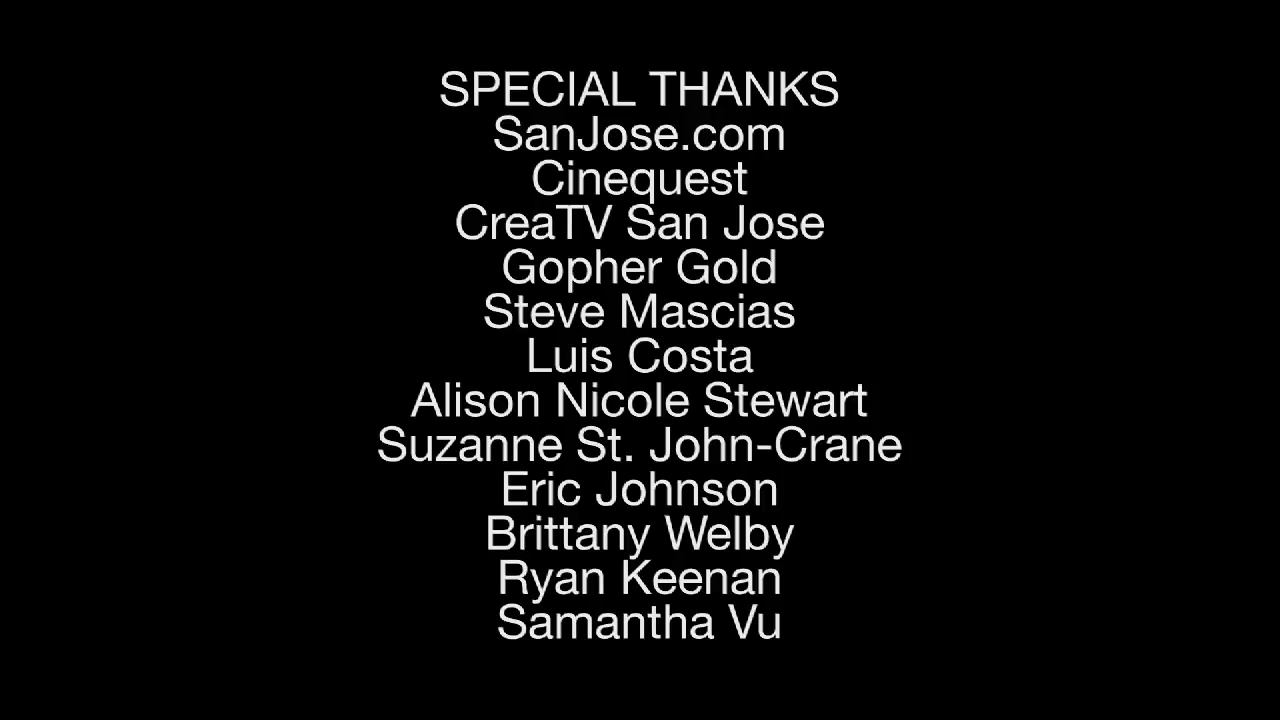 SPECIAL THANKS
SanJose.com
Cinequest
CreaTV San Jose
Gopher Gold
Steve Mascias
Luis Costa
Alison Nicole Stewart
Suzanne St. John-Crane
Eric Johnson
Brittany Welby
Ryan Keenan
Samantha Vu